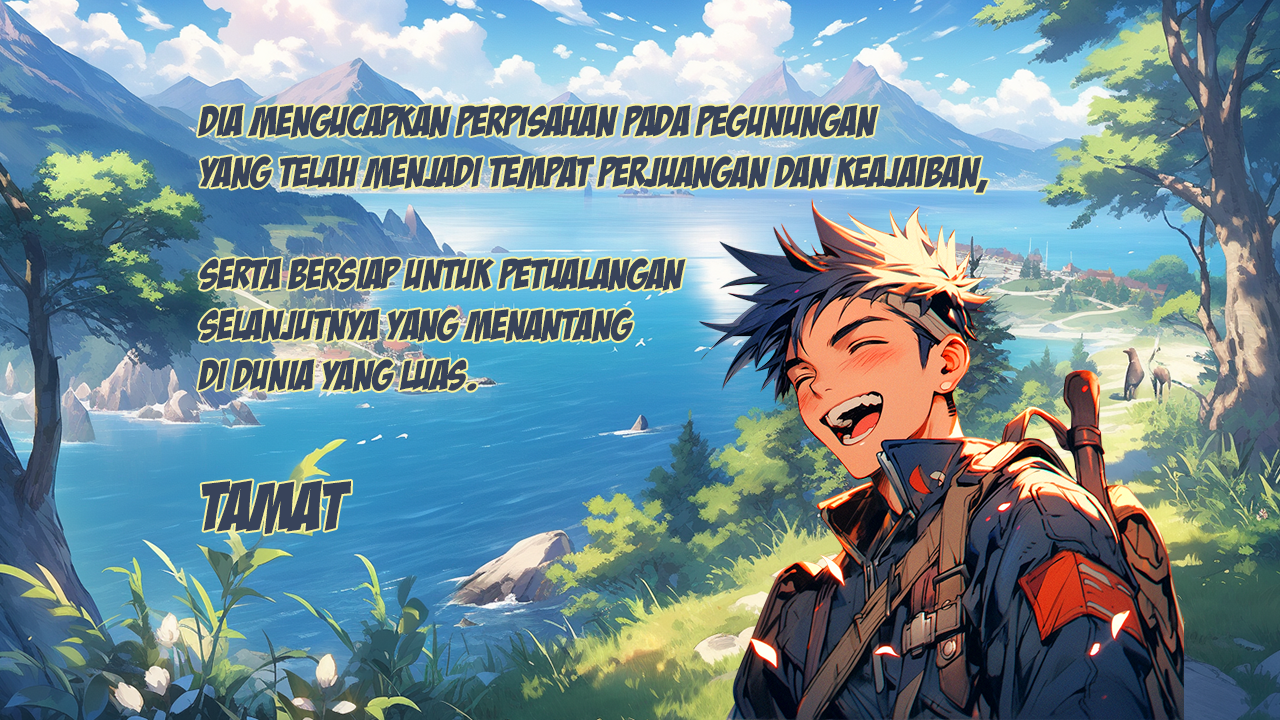 DIA MENGUCAPKAN PERPISAHAN PADA PEGUNUNGAN
YANG TELAH MENJADI TEMPAT PERJUANGAN DAN KEAJAIBAN,
SERTA BERSIAP UNTUK PETUALANGAN
SELANJUTNYA YANG MENANTANG
DI DUNIA YANG LUAS.
TAMAT